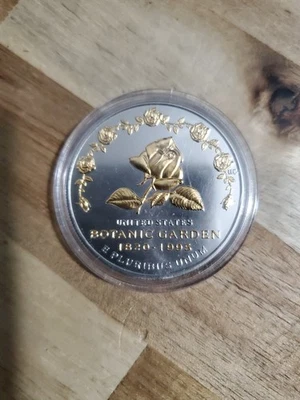 UNITED STATES
BOTANIC GARDEN
1820 · 1995
E PLURIBUS UNUM